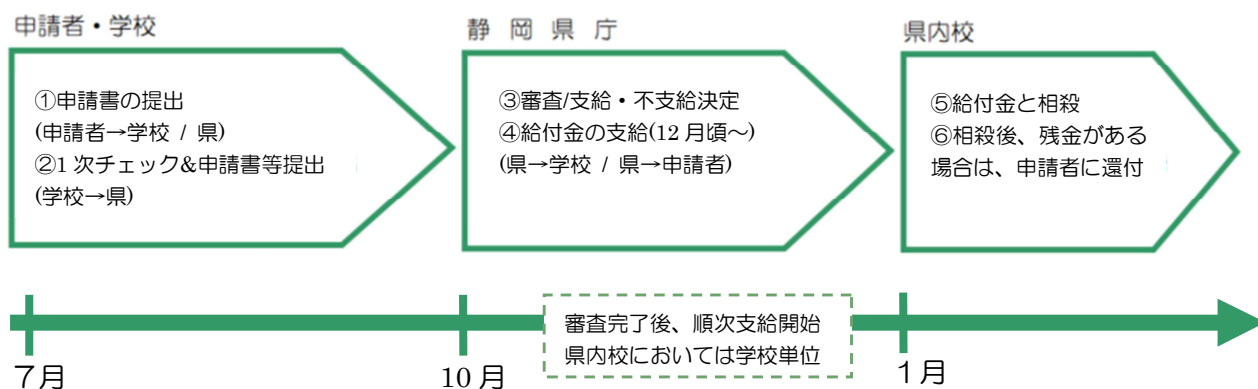 申請者・学校
①申請書の提出
(申請者→学校 / 県)
②1 次チェック&申請書等提出
(学校→県)
静 岡 県 庁
③審査/支給・不支給決定
④給付金の支給(12 月頃~)
(県→学校 / 県→申請者)
県内校
⑤給付金と相殺
⑥相殺後、残金がある
場合は、申請者に還付
審査完了後、順次支給開始
県内校においては学校単位
７月
10 月
１月